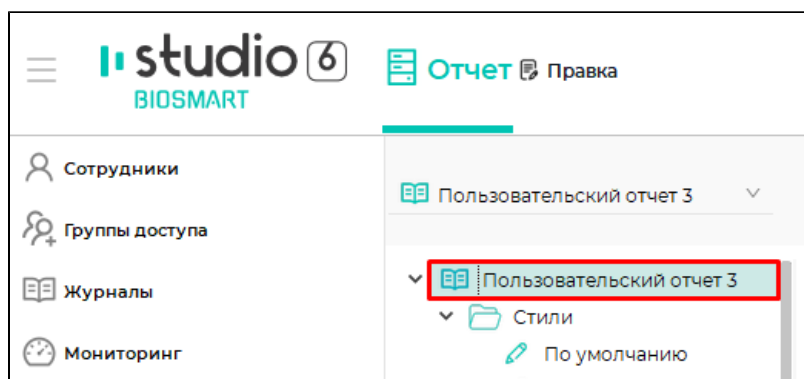 studio 6
BIOSMART
Отчет
Правка
Сотрудники
Группы доступа
Журналы
Мониторинг
Пользовательский отчет 3
Пользовательский отчет 3
Стили
По умолчанию